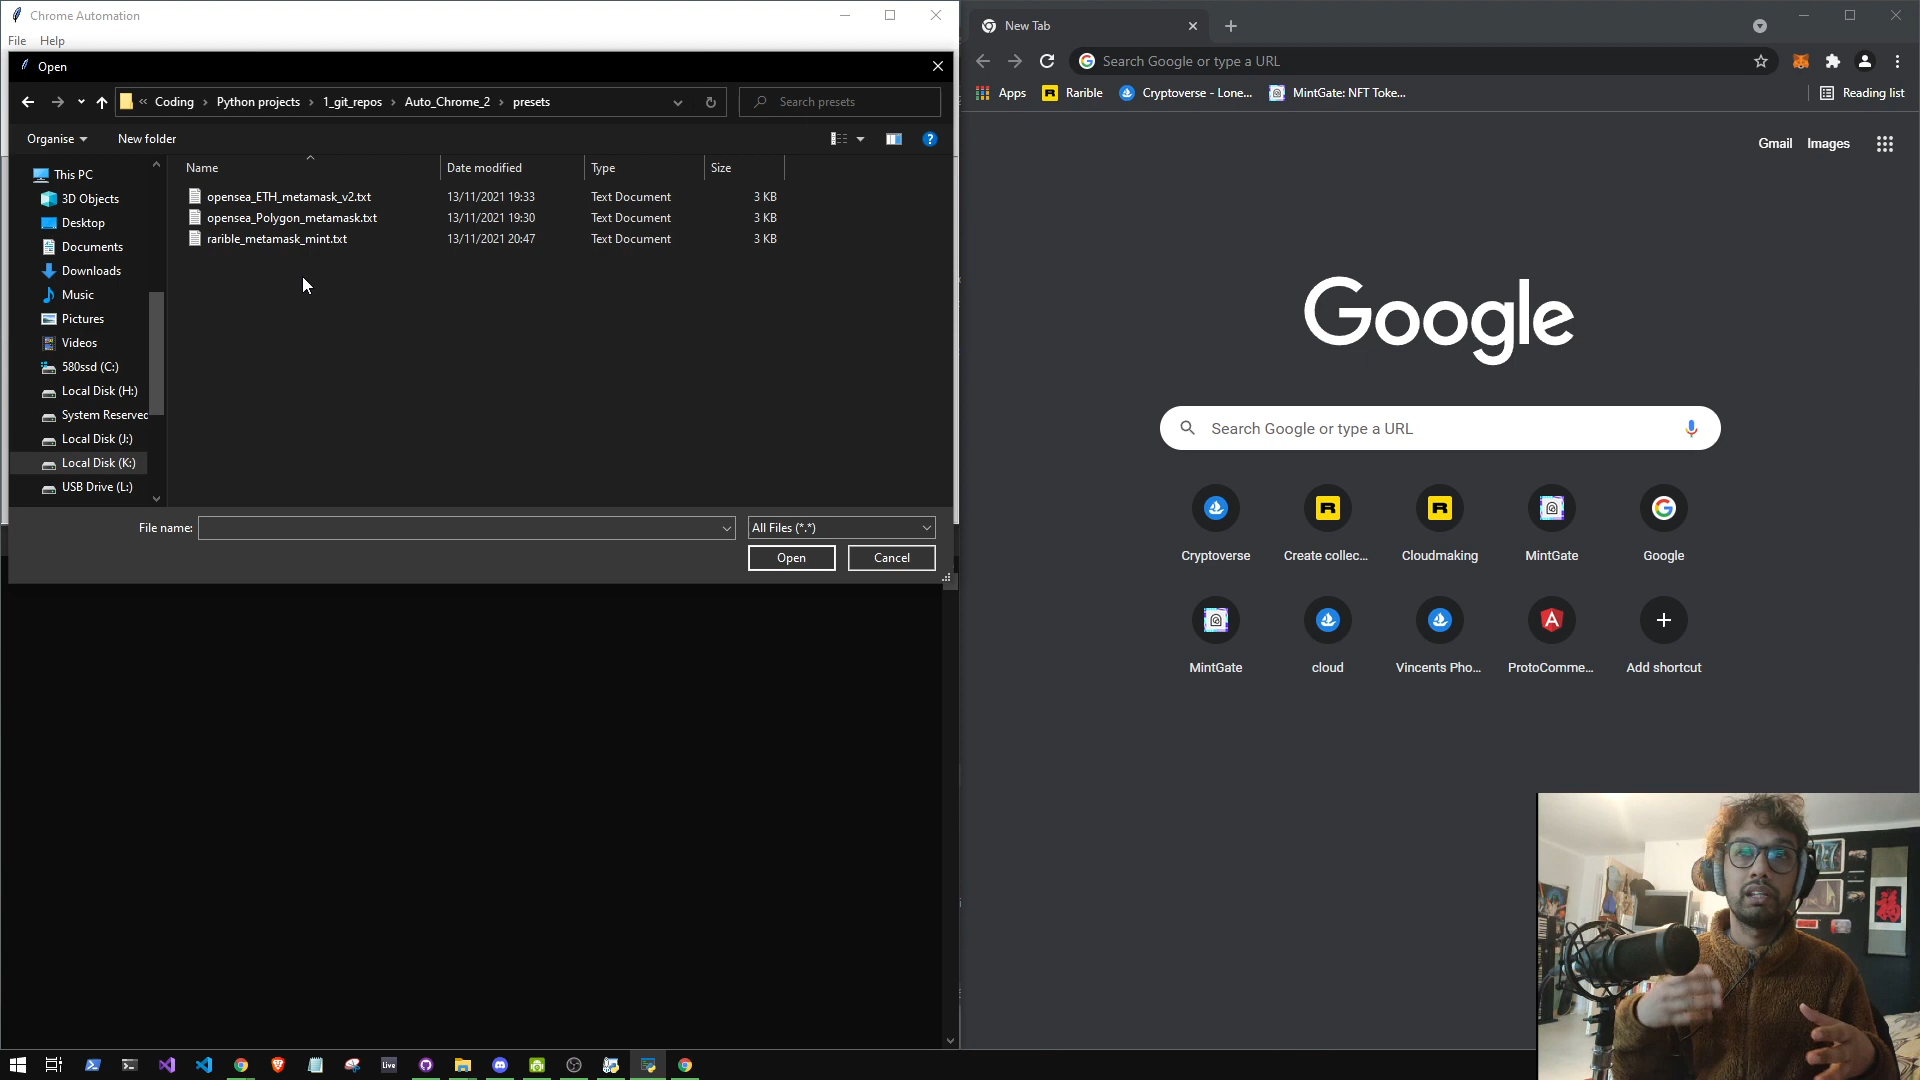 Chrome Automation
File Help
Open
« Coding › Python projects › 1_git_repos › Auto_Chrome_2 › presets
Search presets
Organise
New folder
This PC
3D Objects
Desktop
Documents
Downloads
Music
Pictures
Videos
580ssd (C:)
Local Disk (H:)
System Reserved
Local Disk (J:)
Local Disk (K:)
USB Drive (L:)
Name Date modified Type Size
opensea_ETH_metamask_v2.txt 13/11/2021 19:33 Text Document 3 KB
opensea_Polygon_metamask.txt 13/11/2021 19:30 Text Document 3 KB
rarible_metamask_mint.txt 13/11/2021 20:47 Text Document 3 KB
File name:
All Files (*.*)
Open
Cancel
New Tab
Search Google or type a URL
Apps
Rarible
Cryptoverse - Lone...
MintGate: NFT Toke...
Reading list
Gmail Images
Google
Search Google or type a URL
Cryptoverse
Create collec...
Cloudmaking
MintGate
Google
MintGate
cloud
Vincents Pho...
ProtoComme...
Add shortcut
Live
福